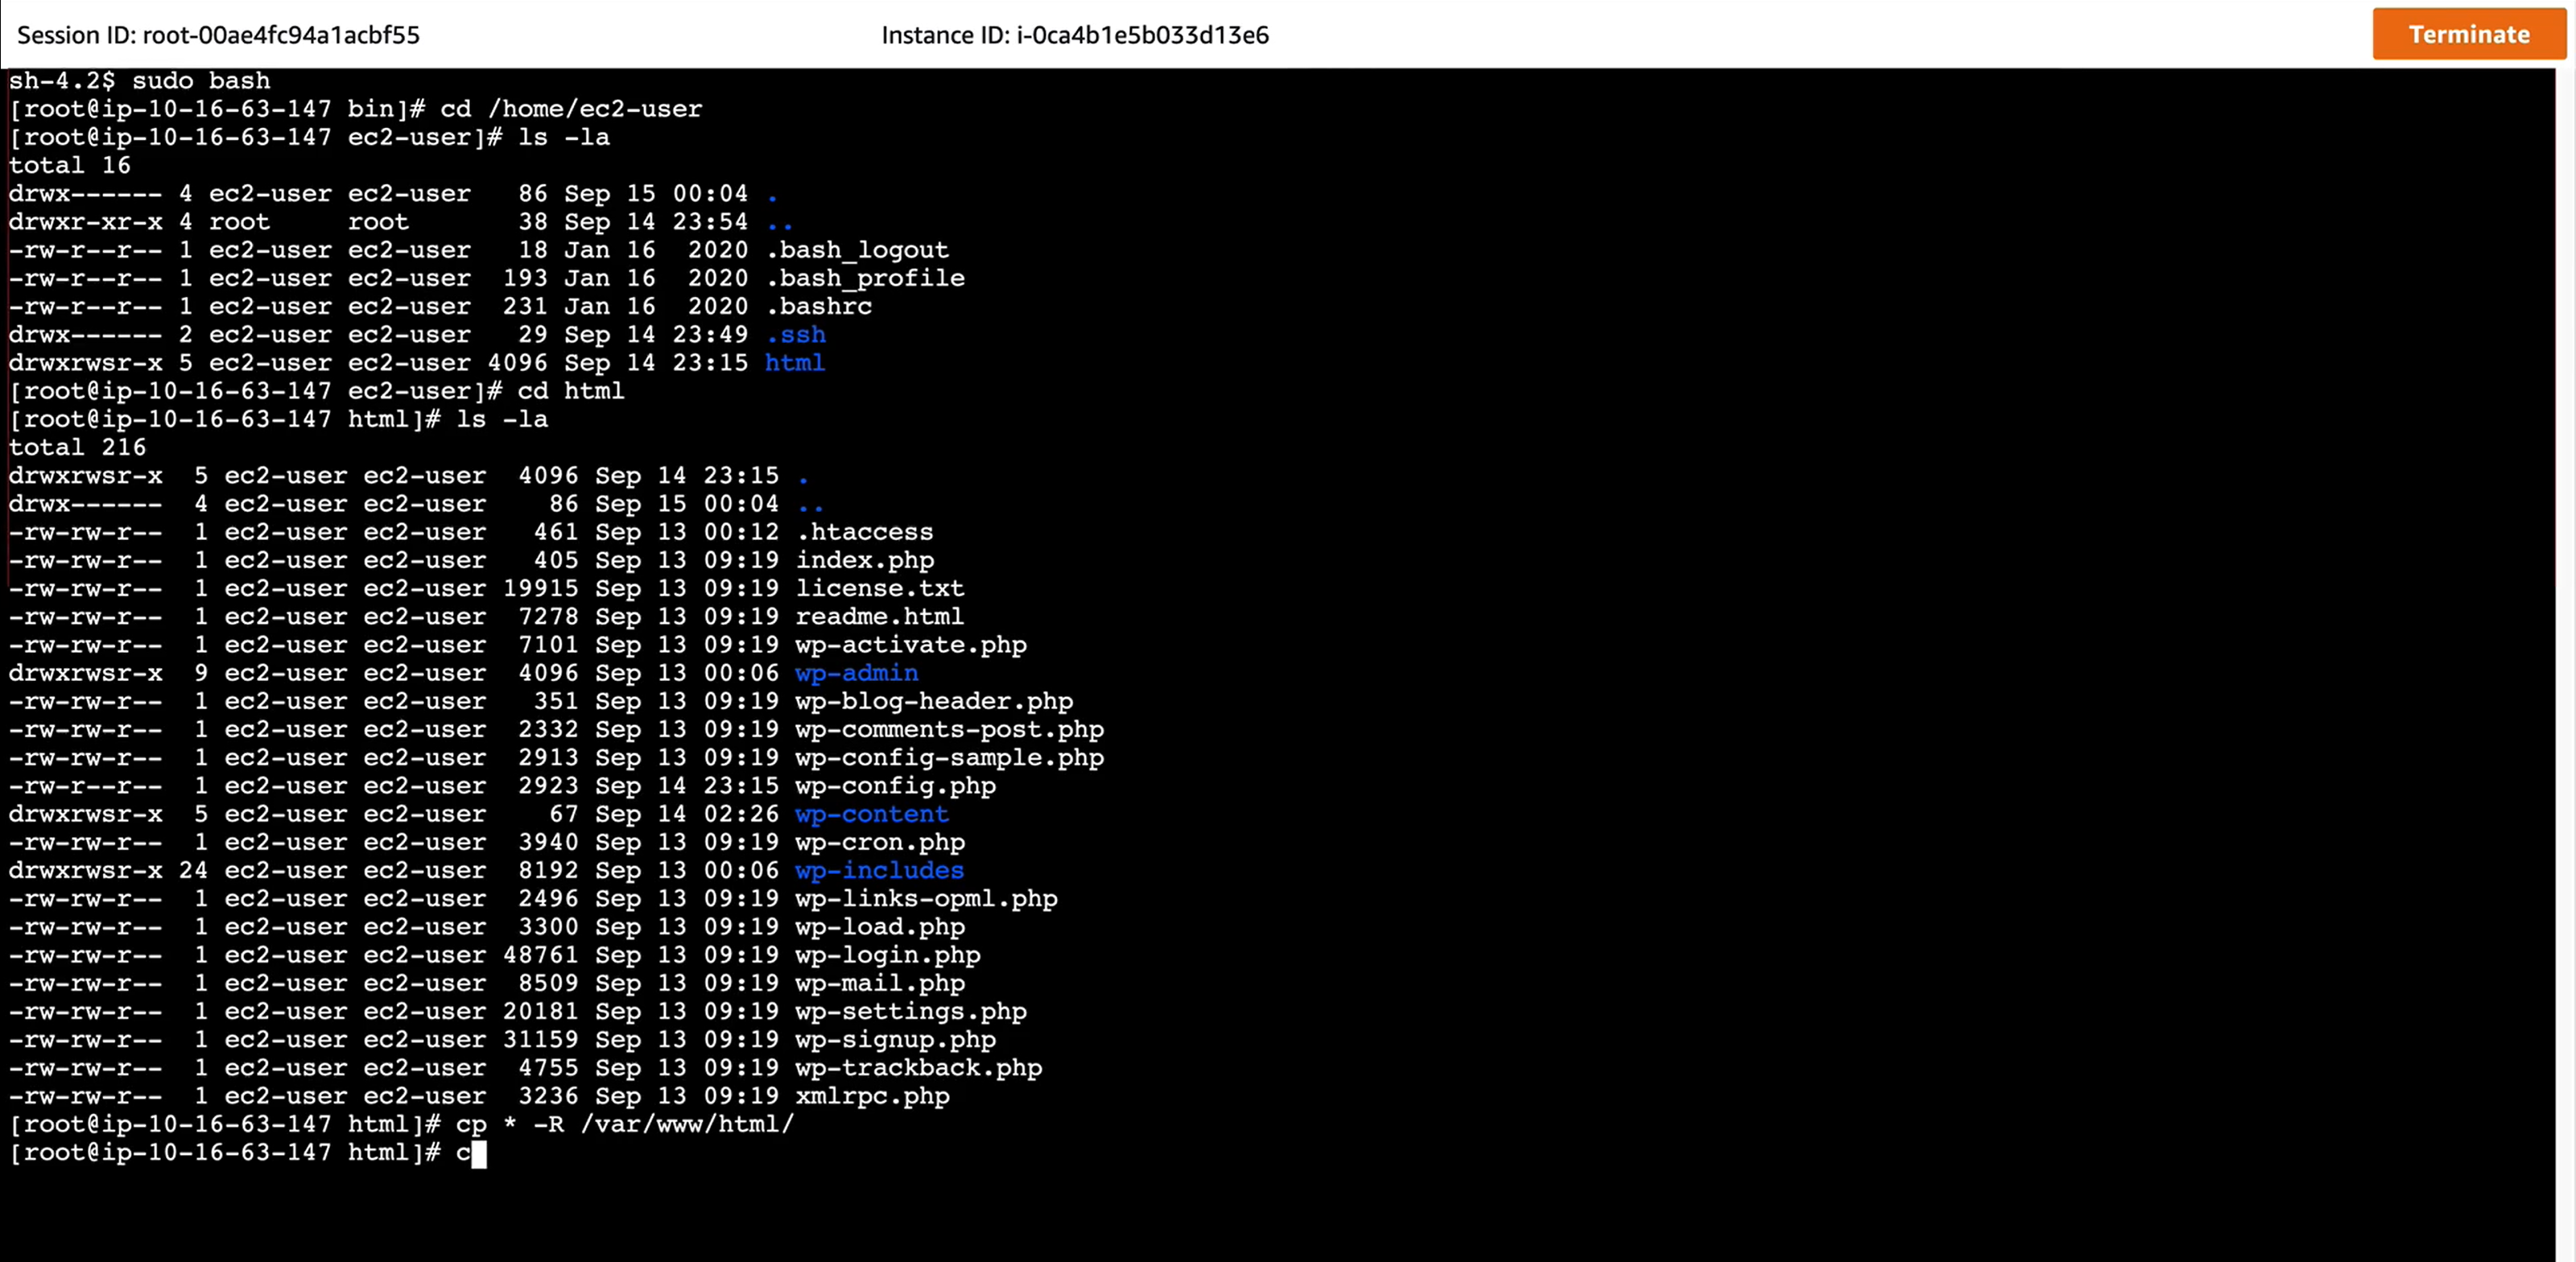 Session ID: root-00ae4fc94a1acbf55 Instance ID: i-0ca4b1e5b033d13e6 Terminate
sh-4.2$ sudo bash
[root@ip-10-16-63-147 bin]# cd /home/ec2-user
[root@ip-10-16-63-147 ec2-user]# ls -la
total 16
drwx------ 4 ec2-user ec2-user   86 Sep 15 00:04 .
drwxr-xr-x 4 root     root       38 Sep 14 23:54 ..
-rw-r--r-- 1 ec2-user ec2-user   18 Jan 16  2020 .bash_logout
-rw-r--r-- 1 ec2-user ec2-user  193 Jan 16  2020 .bash_profile
-rw-r--r-- 1 ec2-user ec2-user  231 Jan 16  2020 .bashrc
drwx------ 2 ec2-user ec2-user   29 Sep 14 23:49 .ssh
drwxrwsr-x 5 ec2-user ec2-user 4096 Sep 14 23:15 html
[root@ip-10-16-63-147 ec2-user]# cd html
[root@ip-10-16-63-147 html]# ls -la
total 216
drwxrwsr-x  5 ec2-user ec2-user  4096 Sep 14 23:15 .
drwx------  4 ec2-user ec2-user    86 Sep 15 00:04 ..
-rw-rw-r--  1 ec2-user ec2-user   461 Sep 13 00:12 .htaccess
-rw-rw-r--  1 ec2-user ec2-user   405 Sep 13 09:19 index.php
-rw-rw-r--  1 ec2-user ec2-user 19915 Sep 13 09:19 license.txt
-rw-rw-r--  1 ec2-user ec2-user  7278 Sep 13 09:19 readme.html
-rw-rw-r--  1 ec2-user ec2-user  7101 Sep 13 09:19 wp-activate.php
drwxrwsr-x  9 ec2-user ec2-user  4096 Sep 13 00:06 wp-admin
-rw-rw-r--  1 ec2-user ec2-user   351 Sep 13 09:19 wp-blog-header.php
-rw-rw-r--  1 ec2-user ec2-user  2332 Sep 13 09:19 wp-comments-post.php
-rw-rw-r--  1 ec2-user ec2-user  2913 Sep 13 09:19 wp-config-sample.php
-rw-r--r--  1 ec2-user ec2-user  2923 Sep 14 23:15 wp-config.php
drwxrwsr-x  5 ec2-user ec2-user    67 Sep 14 02:26 wp-content
-rw-rw-r--  1 ec2-user ec2-user  3940 Sep 13 09:19 wp-cron.php
drwxrwsr-x 24 ec2-user ec2-user  8192 Sep 13 00:06 wp-includes
-rw-rw-r--  1 ec2-user ec2-user  2496 Sep 13 09:19 wp-links-opml.php
-rw-rw-r--  1 ec2-user ec2-user  3300 Sep 13 09:19 wp-load.php
-rw-rw-r--  1 ec2-user ec2-user 48761 Sep 13 09:19 wp-login.php
-rw-rw-r--  1 ec2-user ec2-user  8509 Sep 13 09:19 wp-mail.php
-rw-rw-r--  1 ec2-user ec2-user 20181 Sep 13 09:19 wp-settings.php
-rw-rw-r--  1 ec2-user ec2-user 31159 Sep 13 09:19 wp-signup.php
-rw-rw-r--  1 ec2-user ec2-user  4755 Sep 13 09:19 wp-trackback.php
-rw-rw-r--  1 ec2-user ec2-user  3236 Sep 13 09:19 xmlrpc.php
[root@ip-10-16-63-147 html]# cp * -R /var/www/html/
[root@ip-10-16-63-147 html]# c